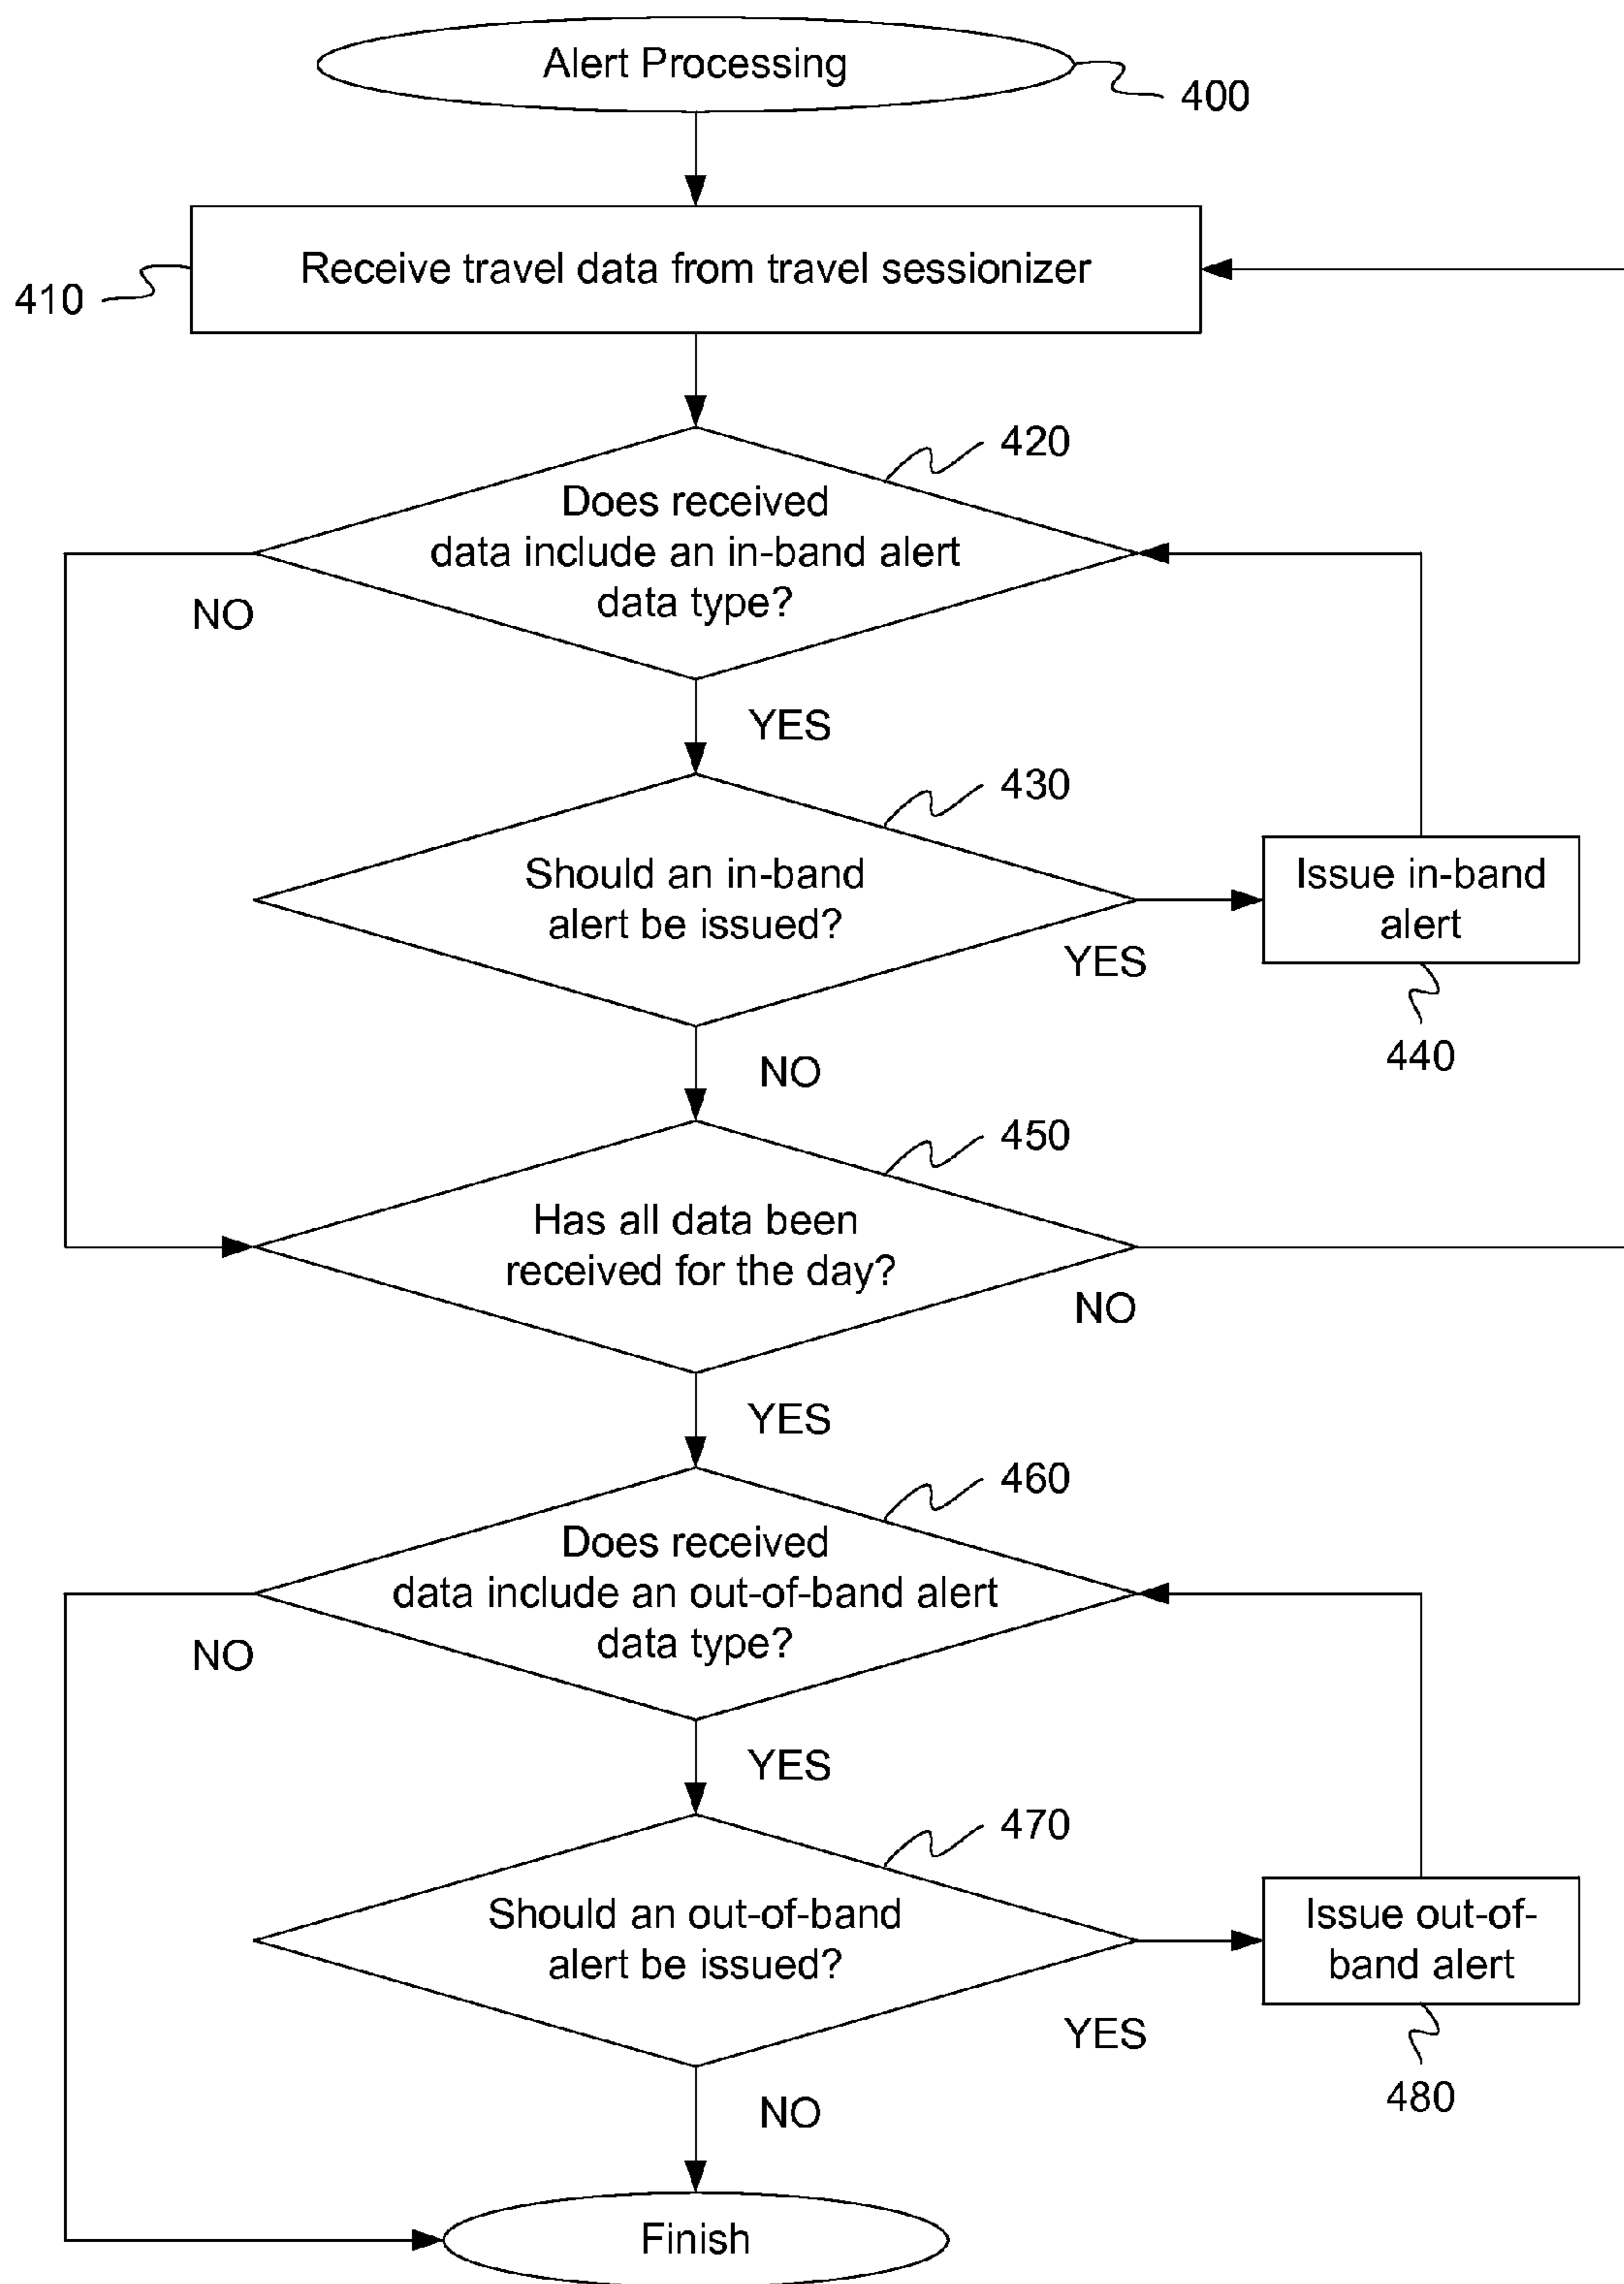 Alert Processing
400
Receive travel data from travel sessionizer
410
420
Does received
data include an in-band alert
data type?
NO
YES
430
Should an in-band
alert be issued?
YES
Issue in-band
alert
440
NO
450
Has all data been
received for the day?
NO
YES
460
Does received
data include an out-of-band alert
data type?
NO
YES
470
Should an out-of-band
alert be issued?
YES
Issue out-of-
band alert
480
NO
Finish